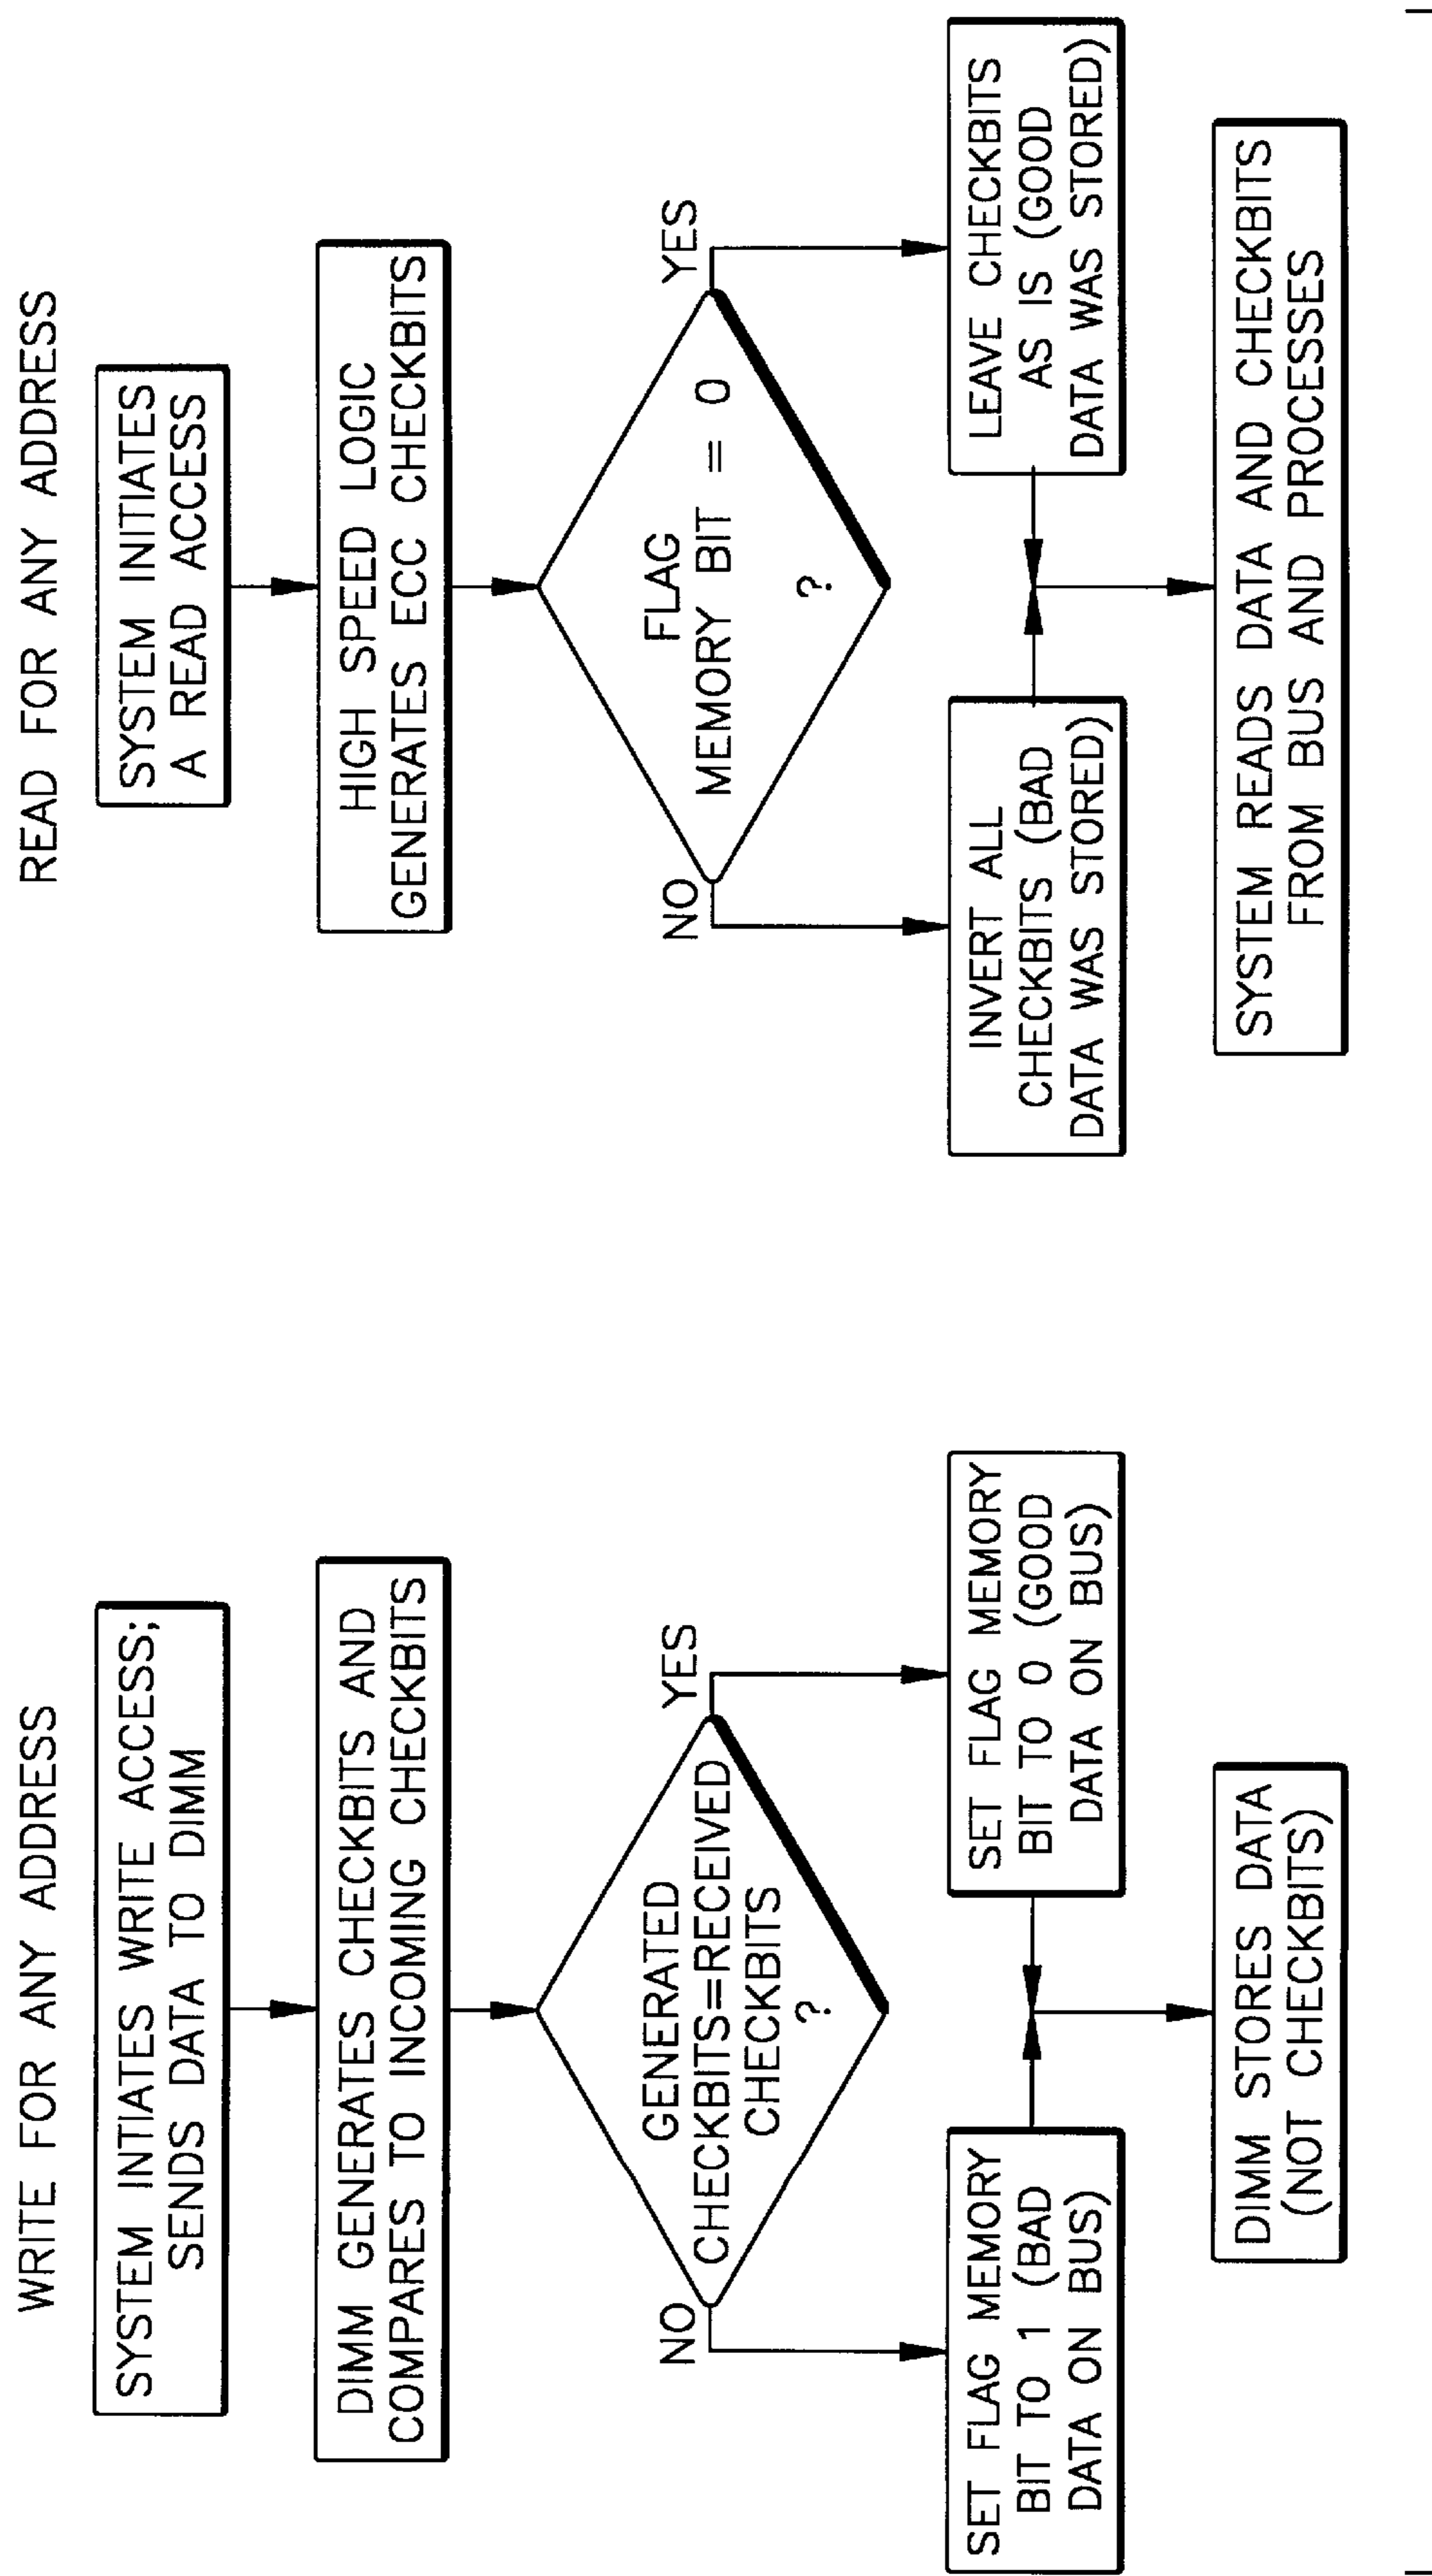 WRITE FOR ANY ADDRESS
SYSTEM INTIATES WRITE ACCESS;
SENDS DATA TO DIMM
DIMM GENERATES CHECKBITS AND
COMPARES TO INCOMING CHECKBITS
GENERATED
CHECKBITS=RECEIVED
CHECKBITS
?
NO
YES
SET FLAG MEMORY
BIT TO 1 (BAD
DATA ON BUS)
SET FLAG MEMORY
BIT TO 0 (GOOD
DATA ON BUS)
DIMM STORES DATA
(NOT CHECKBITS)
READ FOR ANY ADDRESS
SYSTEM INITIATES
A READ ACCESS
HIGH SPEED LOGIC
GENERATES ECC CHECKBITS
FLAG
MEMORY BIT = 0
?
NO
YES
INVERT ALL
CHECKBITS (BAD
DATA WAS STORED)
LEAVE CHECKBITS
AS IS (GOOD
DATA WAS STORED)
SYSTEM READS DATA AND CHECKBITS
FROM BUS AND PROCESSES